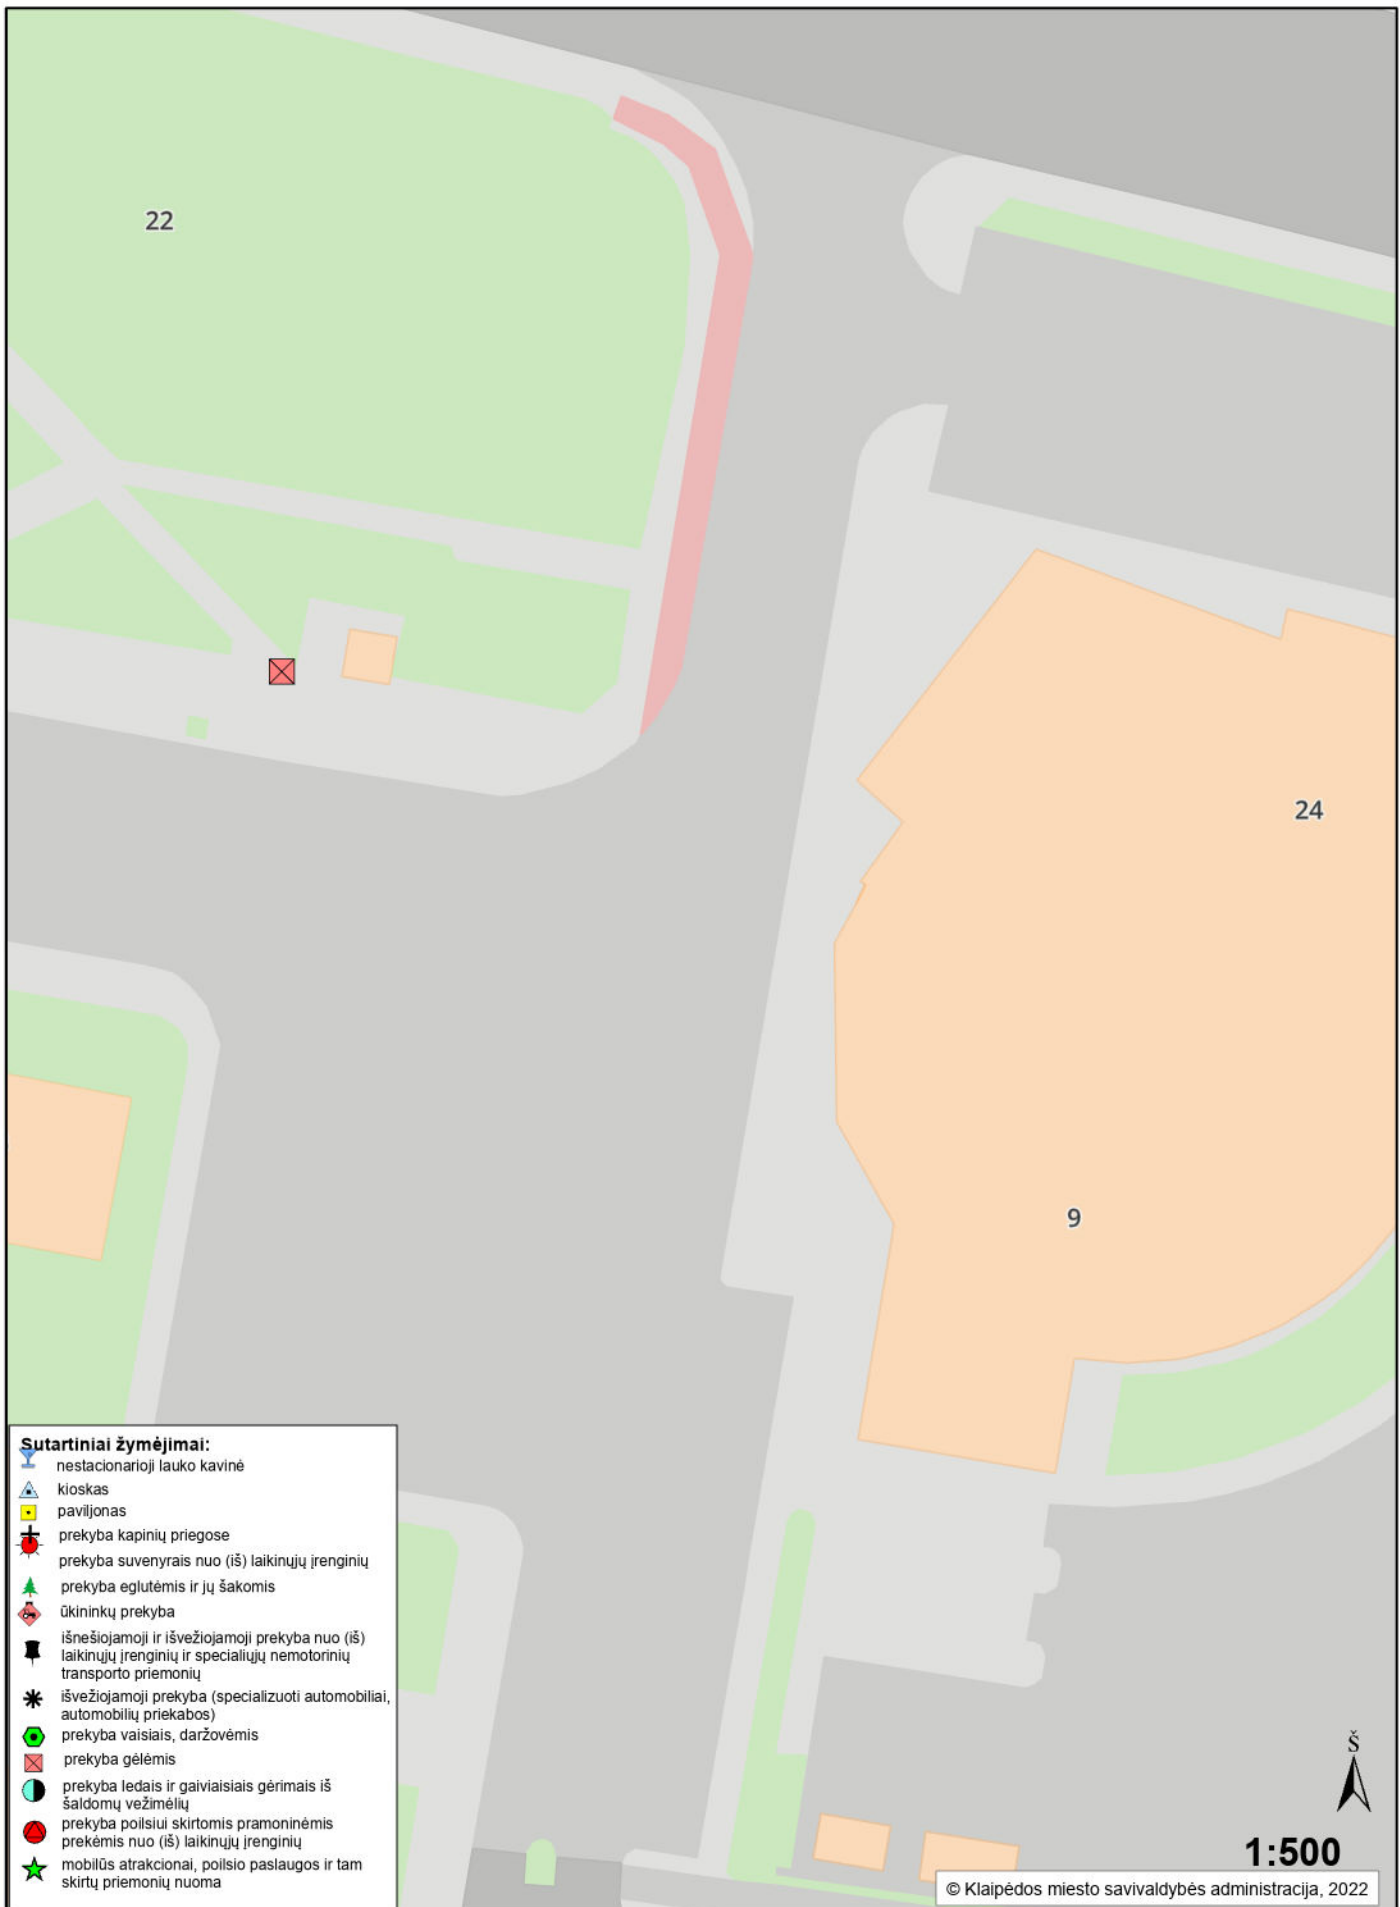 22
24
9
Sutartiniai žymėjimai:
nestacionarioji lauko kavinė
kioskas
paviljonas
prekyba kapinių priegose
prekyba suvenyrais nuo (iš) laikinųjų įrenginių
prekyba eglutėmis ir jų šakomis
ūkininkų prekyba
išnešiojamoji ir išvežiojamoji prekyba nuo (iš)
laikinųjų įrenginių ir specialiųjų nemotorinių
transporto priemonių
išvežiojamoji prekyba (specializuoti automobiliai,
automobilių priekabos)
prekyba vaisiais, daržovėmis
prekyba gėlėmis
prekyba ledais ir gaiviaisiais gėrimais iš
šaldomų vežimėlių
prekyba poilsiui skirtomis pramoninėmis
prekėmis nuo (iš) laikinųjų įrenginių
mobilūs atrakcionai, poilsio paslaugos ir tam
skirtų priemonių nuoma
Š
1:500
© Klaipėdos miesto savivaldybės administracija, 2022